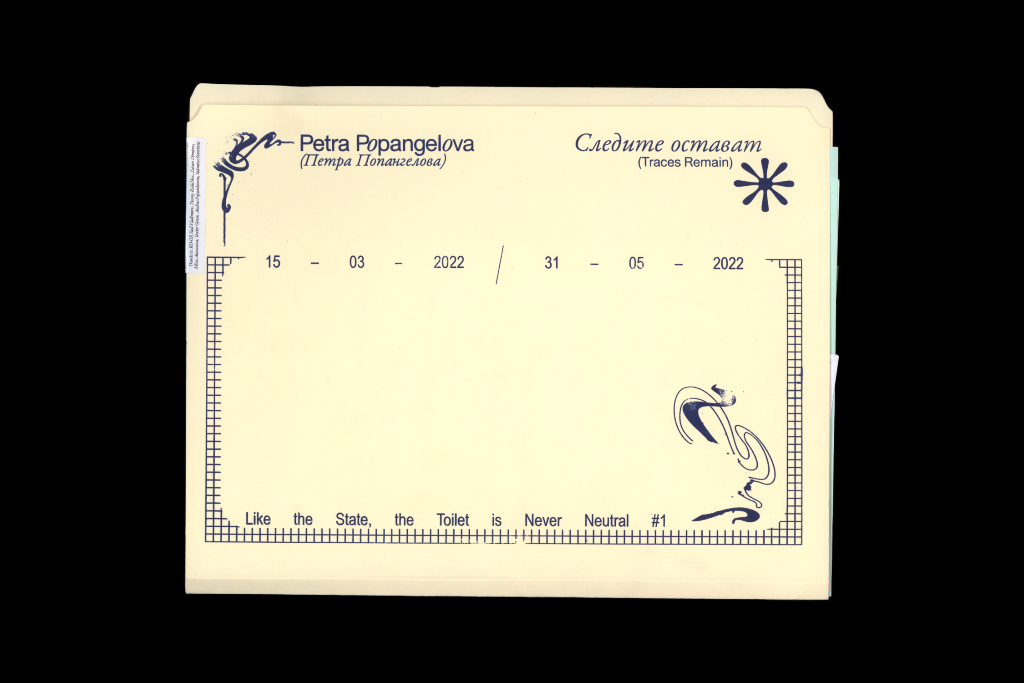 Petra Popangelova
(Петра Попангелова)
Следите остават
(Traces Remain)
15 – 03 – 2022 / 31 – 05 – 2022
Like the State, the Toilet is Never Neutral #1